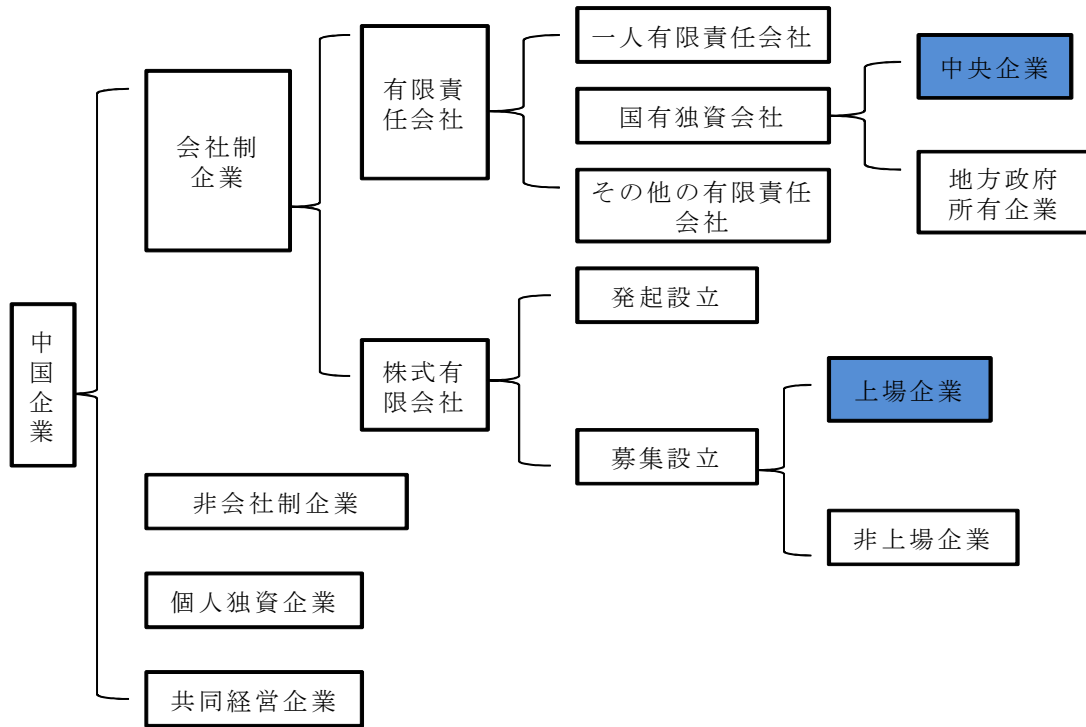 一人有限責任会社
中央企業
有限責
任会社
国有独資会社
会社制
企業
その他の有限責任
会社
地方政府
所有企業
発起設立
中
国
企
業
株式有
限会社
上場企業
募集設立
非会社制企業
非上場企業
個人独資企業
共同経営企業